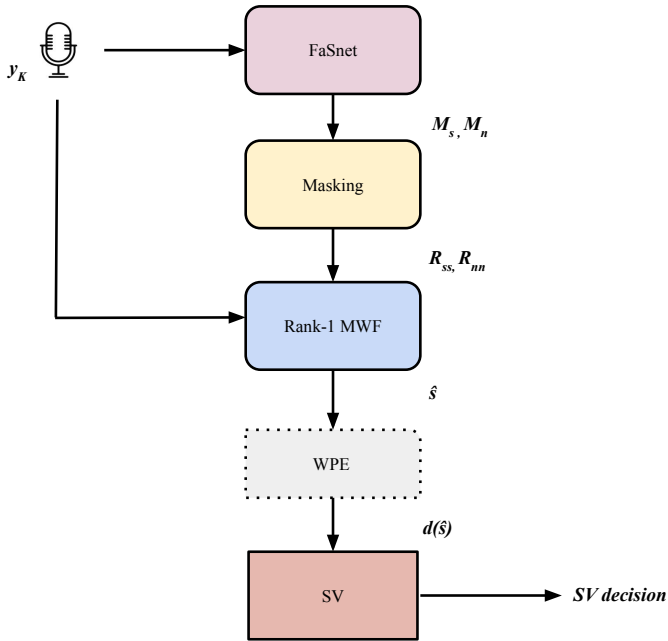 FaSnet
y_K
M_s, M_n
Masking
R_ss, R_nn
Rank-1 MWF
ŝ
WPE
d(ŝ)
SV
SV decision